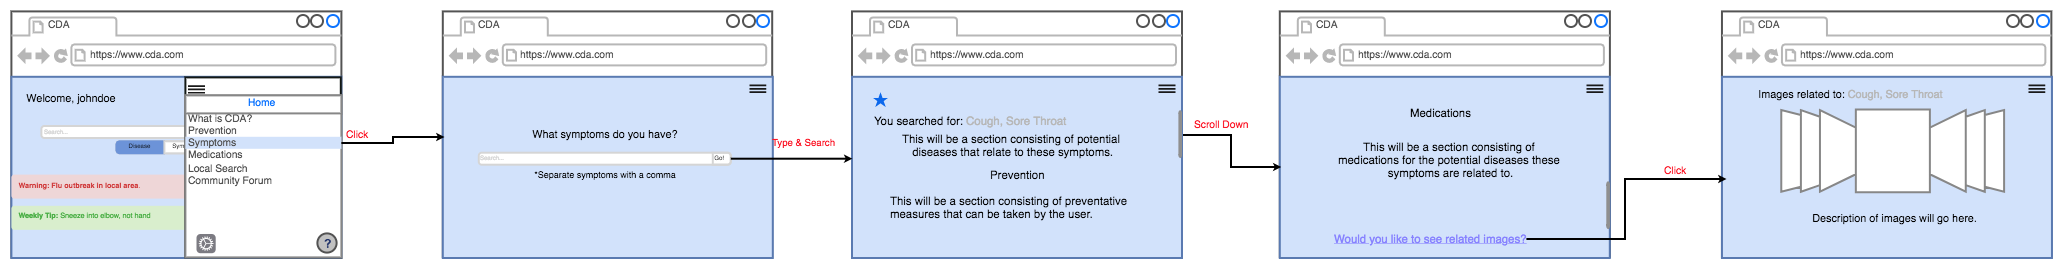 CDA
https://www.cda.com
Welcome, johndoe
Search...
Disease
Sym
Warning: Flu outbreak in local area.
Weekly Tip: Sneeze into elbow, not hand
Home
What is CDA?
Prevention
Symptoms
Medications
Local Search
Community Forum
?
Click
CDA
https://www.cda.com
What symptoms do you have?
Search...
Go!
*Separate symptoms with a comma
Type & Search
CDA
https://www.cda.com
You searched for: Cough, Sore Throat
This will be a section consisting of potential
diseases that relate to these symptoms.
Prevention
This will be a section consisting of preventative
measures that can be taken by the user.
Scroll Down
CDA
https://www.cda.com
Medications
This will be a section consisting of
medications for the potential diseases these
symptoms are related to.
Would you like to see related images?
Click
CDA
https://www.cda.com
Images related to: Cough, Sore Throat
Description of images will go here.